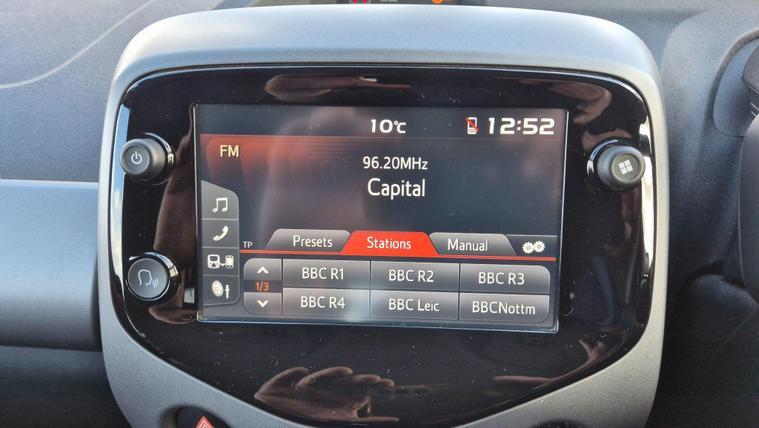 10°C 12:52
FM
96.20MHz
Capital
TP Presets Stations Manual
BBC R1 BBC R2 BBC R3
1/3
BBC R4 BBC Leic BBCNottm